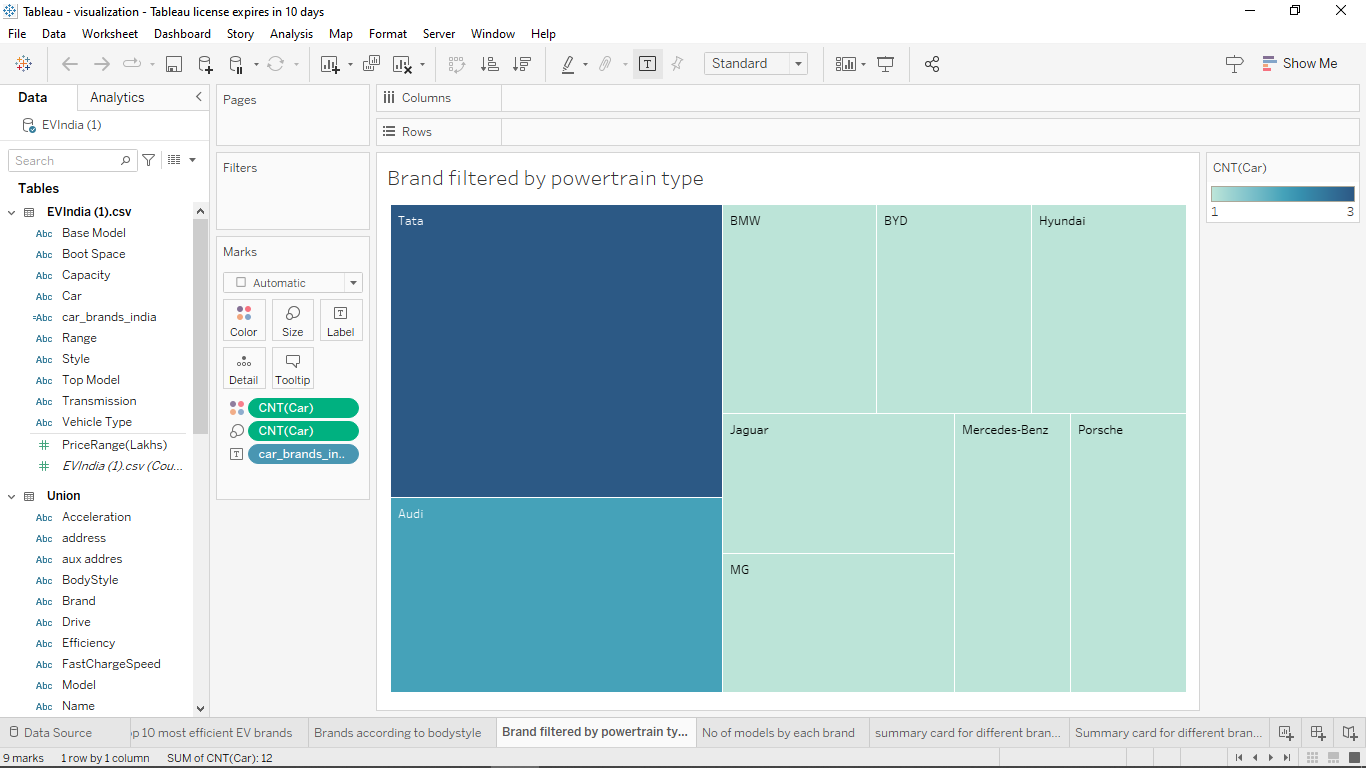 Tableau - visualization - Tableau license expires in 10 days
File Data Worksheet Dashboard Story Analysis Map Format Server Window Help
Standard
Show Me
Data Analytics
EVIndia (1)
Search
Tables
EVIndia (1).csv
Abc Base Model
Abc Boot Space
Abc Capacity
Abc Car
=Abc car_brands_india
Abc Range
Abc Style
Abc Top Model
Abc Transmission
Abc Vehicle Type
# PriceRange(Lakhs)
# EVIndia (1).csv (Cou...
Union
Abc Acceleration
Abc address
Abc aux addres
Abc BodyStyle
Abc Brand
Abc Drive
Abc Efficiency
Abc FastChargeSpeed
Abc Model
Abc Name
Pages
Filters
Marks
Automatic
Color Size Label
Detail Tooltip
CNT(Car)
CNT(Car)
car_brands_in..
Columns
Rows
Brand filtered by powertrain type
Tata
Audi
BMW
BYD
Hyundai
Jaguar
MG
Mercedes-Benz
Porsche
CNT(Car)
1 3
Data Source
op 10 most efficient EV brands
Brands according to bodystyle
Brand filtered by powertrain ty...
No of models by each brand
summary card for different bran...
Summary card for different bran...
9 marks 1 row by 1 column SUM of CNT(Car): 12